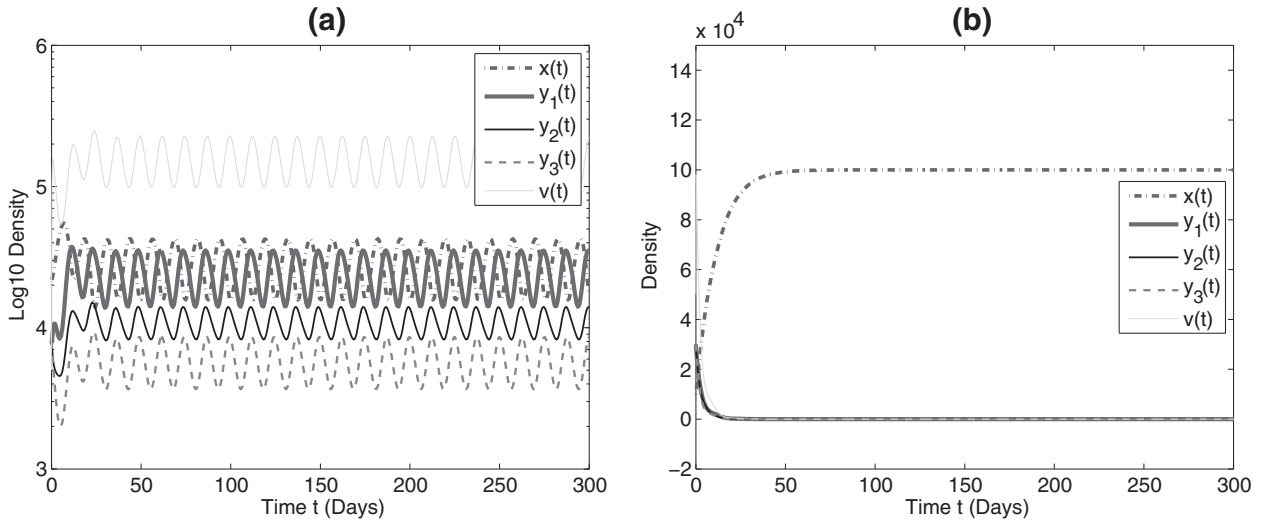 (a)
6
5
4
3
Log10 Density
0
50
100
150
200
250
300
Time t (Days)
x(t)
y1(t)
y2(t)
y3(t)
v(t)
(b)
x 10^4
14
12
10
8
6
4
2
0
−2
Density
0
50
100
150
200
250
300
Time t (Days)
x(t)
y1(t)
y2(t)
y3(t)
v(t)